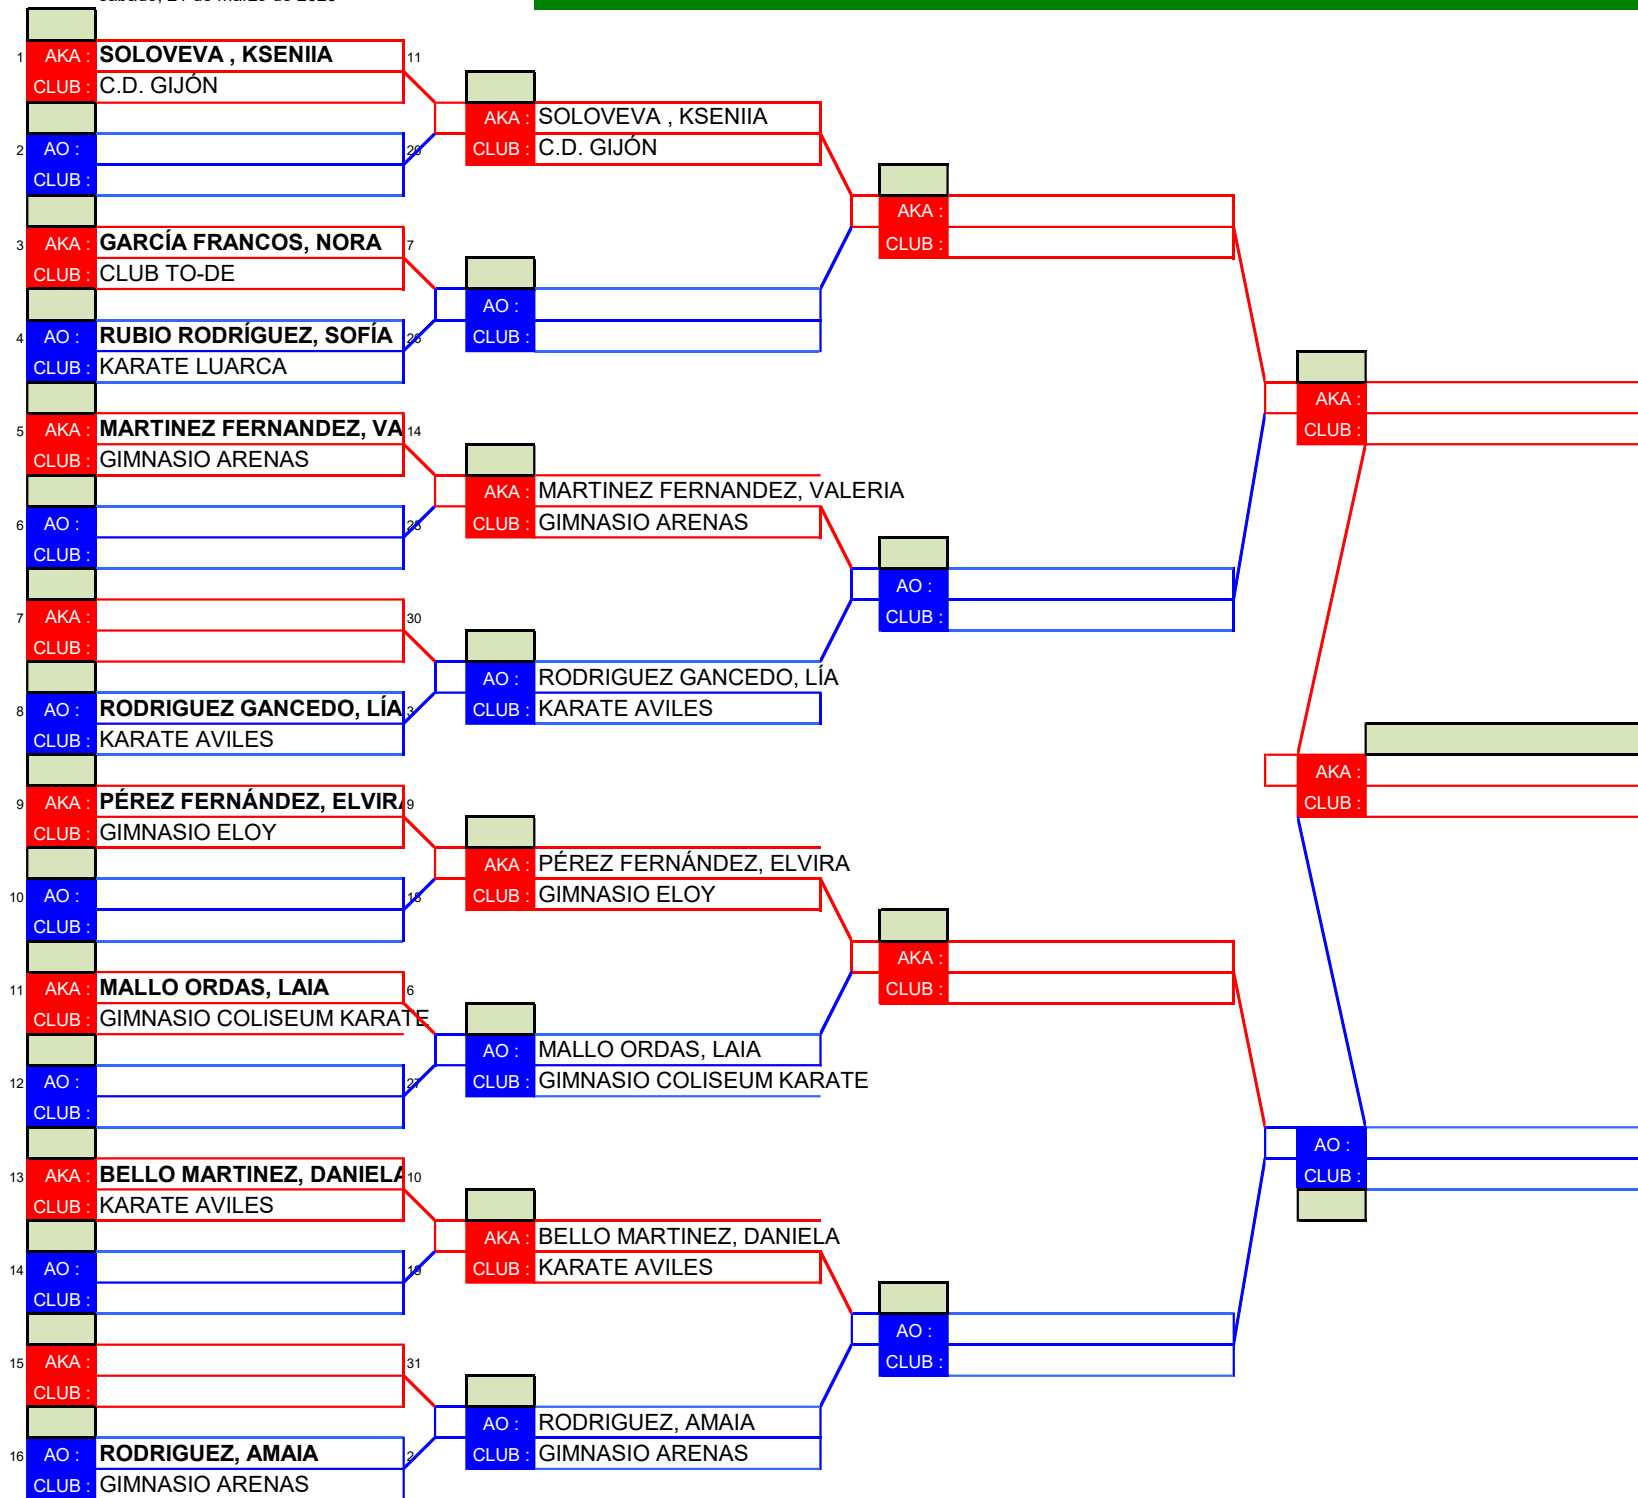 1 AKA : SOLOVEVA , KSENIIA 11
CLUB : C.D. GIJÓN
2 AO : 20
CLUB :
3 AKA : GARCÍA FRANCOS, NORA 7
CLUB : CLUB TO-DE
4 AO : RUBIO RODRÍGUEZ, SOFÍA 26
CLUB : KARATE LUARCA
5 AKA : MARTINEZ FERNANDEZ, VA 14
CLUB : GIMNASIO ARENAS
6 AO : 23
CLUB :
7 AKA : 30
CLUB :
8 AO : RODRIGUEZ GANCEDO, LÍA 3
CLUB : KARATE AVILES
9 AKA : PÉREZ FERNÁNDEZ, ELVIRA 9
CLUB : GIMNASIO ELOY
10 AO : 18
CLUB :
11 AKA : MALLO ORDAS, LAIA 6
CLUB : GIMNASIO COLISEUM KARATE
12 AO : 27
CLUB :
13 AKA : BELLO MARTINEZ, DANIELA 10
CLUB : KARATE AVILES
14 AO : 19
CLUB :
15 AKA : 31
CLUB :
16 AO : RODRIGUEZ, AMAIA 2
CLUB : GIMNASIO ARENAS
AKA : SOLOVEVA , KSENIIA
CLUB : C.D. GIJÓN
AO :
CLUB :
AKA : MARTINEZ FERNANDEZ, VALERIA
CLUB : GIMNASIO ARENAS
AO : RODRIGUEZ GANCEDO, LÍA
CLUB : KARATE AVILES
AKA : PÉREZ FERNÁNDEZ, ELVIRA
CLUB : GIMNASIO ELOY
AO : MALLO ORDAS, LAIA
CLUB : GIMNASIO COLISEUM KARATE
AKA : BELLO MARTINEZ, DANIELA
CLUB : KARATE AVILES
AO : RODRIGUEZ, AMAIA
CLUB : GIMNASIO ARENAS
AKA :
CLUB :
AO :
CLUB :
AKA :
CLUB :
AO :
CLUB :
AKA :
CLUB :
AKA :
CLUB :
AO :
CLUB :